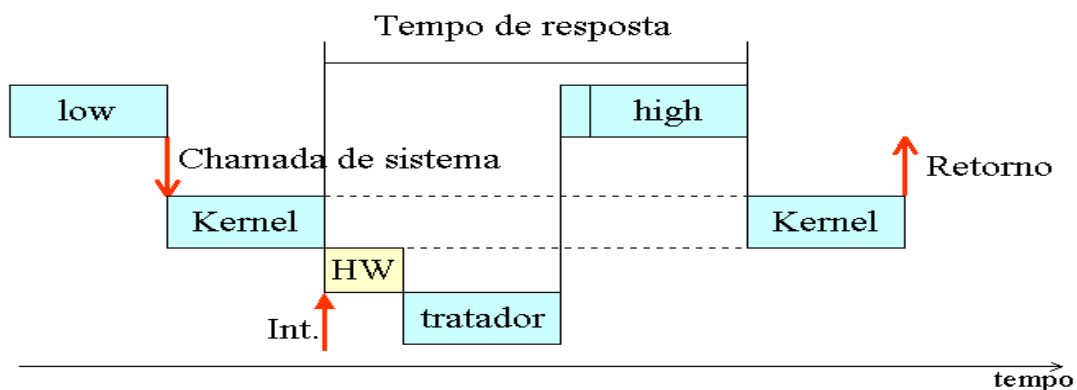 Tempo de resposta
low
high
Chamada de sistema
Retorno
Kernel
Kernel
HW
Int.
tratador
tempo